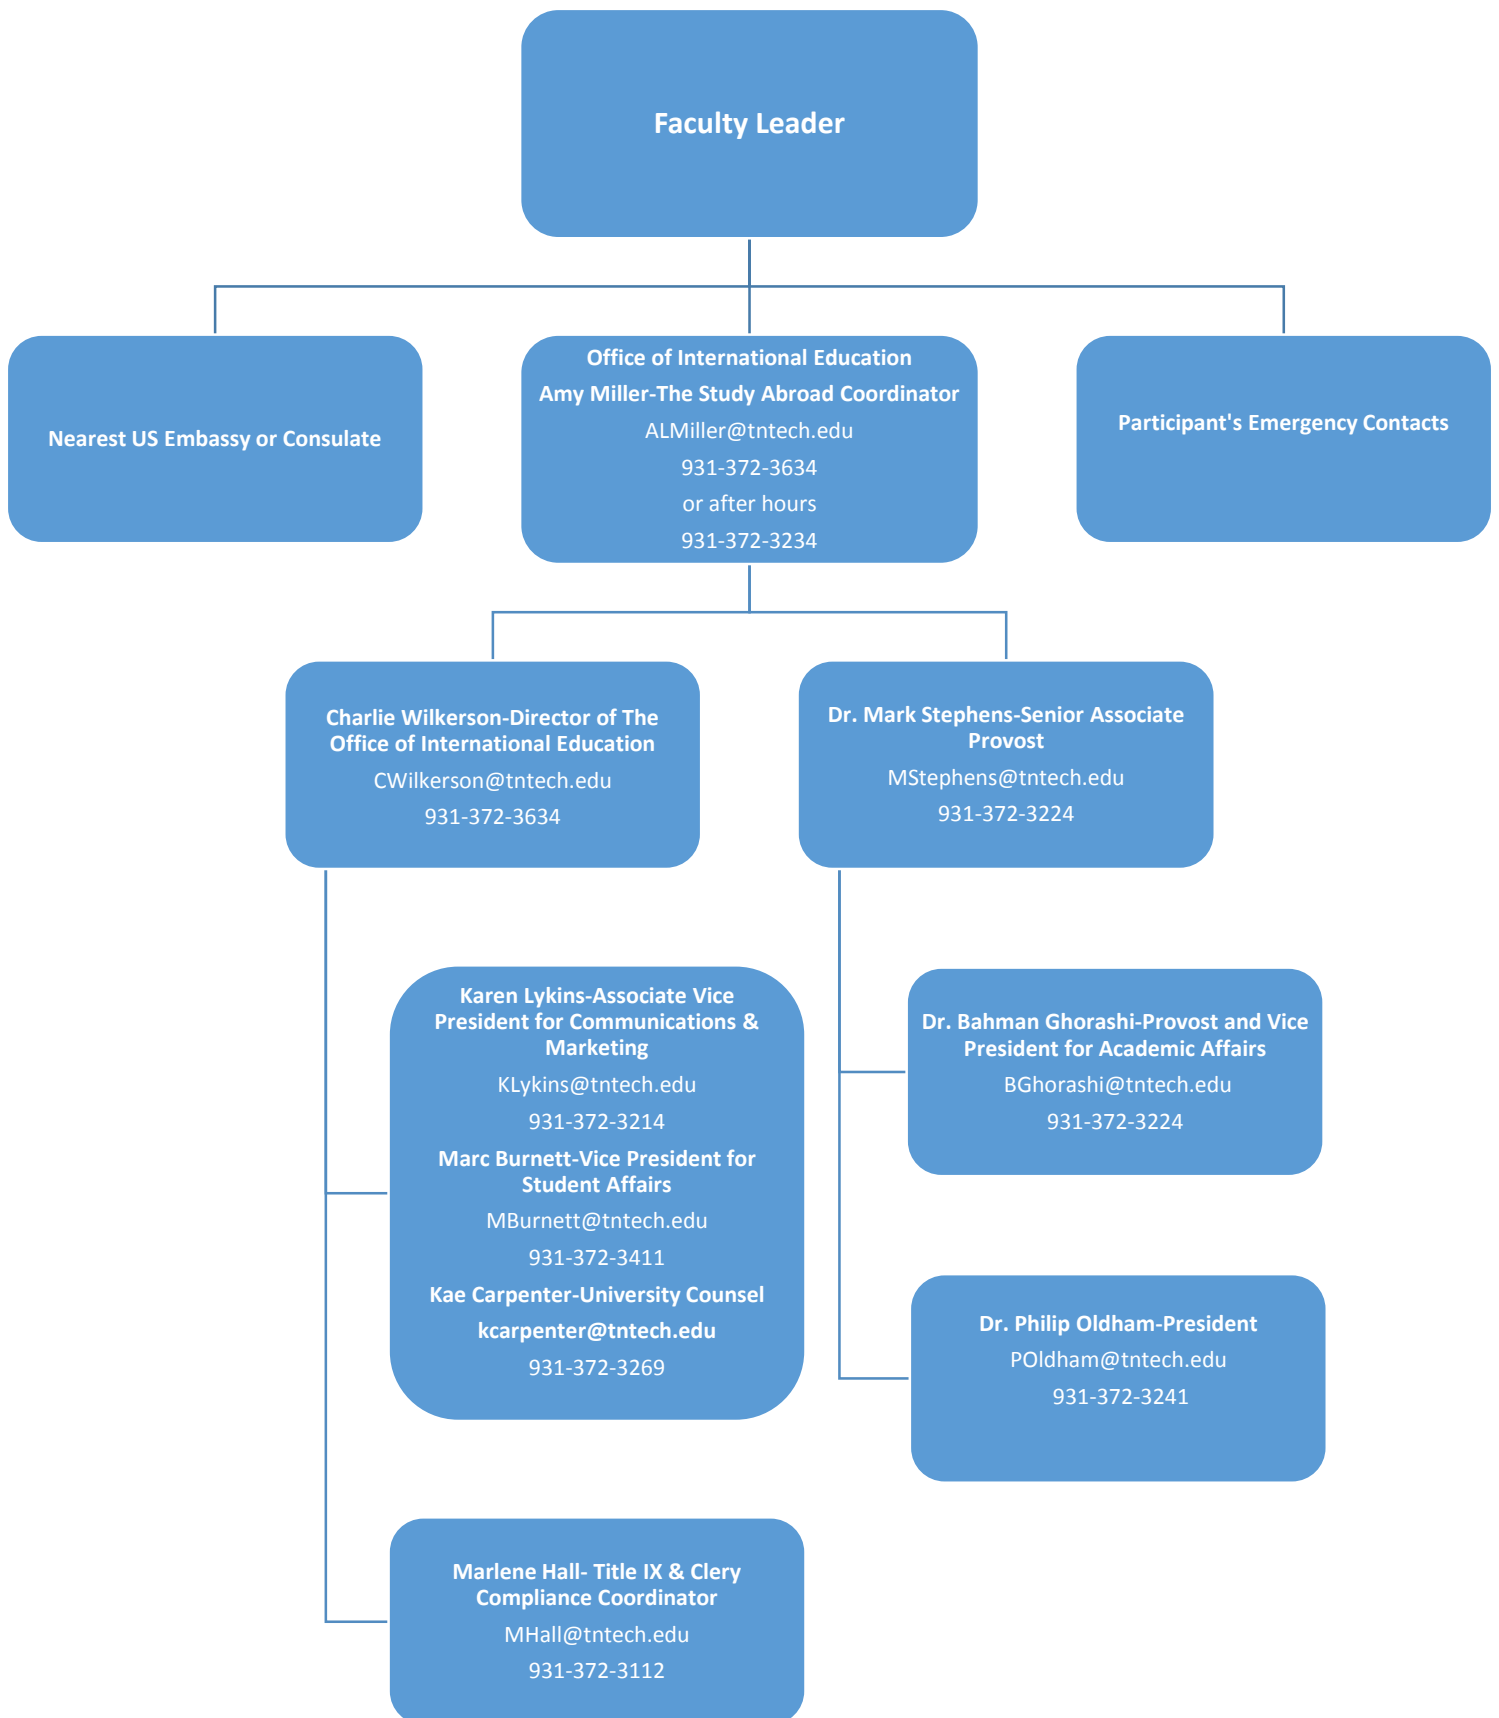 Faculty Leader
Nearest US Embassy or Consulate
Office of International Education
Amy Miller-The Study Abroad Coordinator
ALMiller@tntech.edu
931-372-3634
or after hours
931-372-3234
Participant's Emergency Contacts
Charlie Wilkerson-Director of The
Office of International Education
CWilkerson@tntech.edu
931-372-3634
Dr. Mark Stephens-Senior Associate
Provost
MStephens@tntech.edu
931-372-3224
Karen Lykins-Associate Vice
President for Communications &
Marketing
KLykins@tntech.edu
931-372-3214
Marc Burnett-Vice President for
Student Affairs
MBurnett@tntech.edu
931-372-3411
Kae Carpenter-University Counsel
kcarpenter@tntech.edu
931-372-3269
Dr. Bahman Ghorashi-Provost and Vice
President for Academic Affairs
BGhorashi@tntech.edu
931-372-3224
Dr. Philip Oldham-President
POldham@tntech.edu
931-372-3241
Marlene Hall- Title IX & Clery
Compliance Coordinator
MHall@tntech.edu
931-372-3112